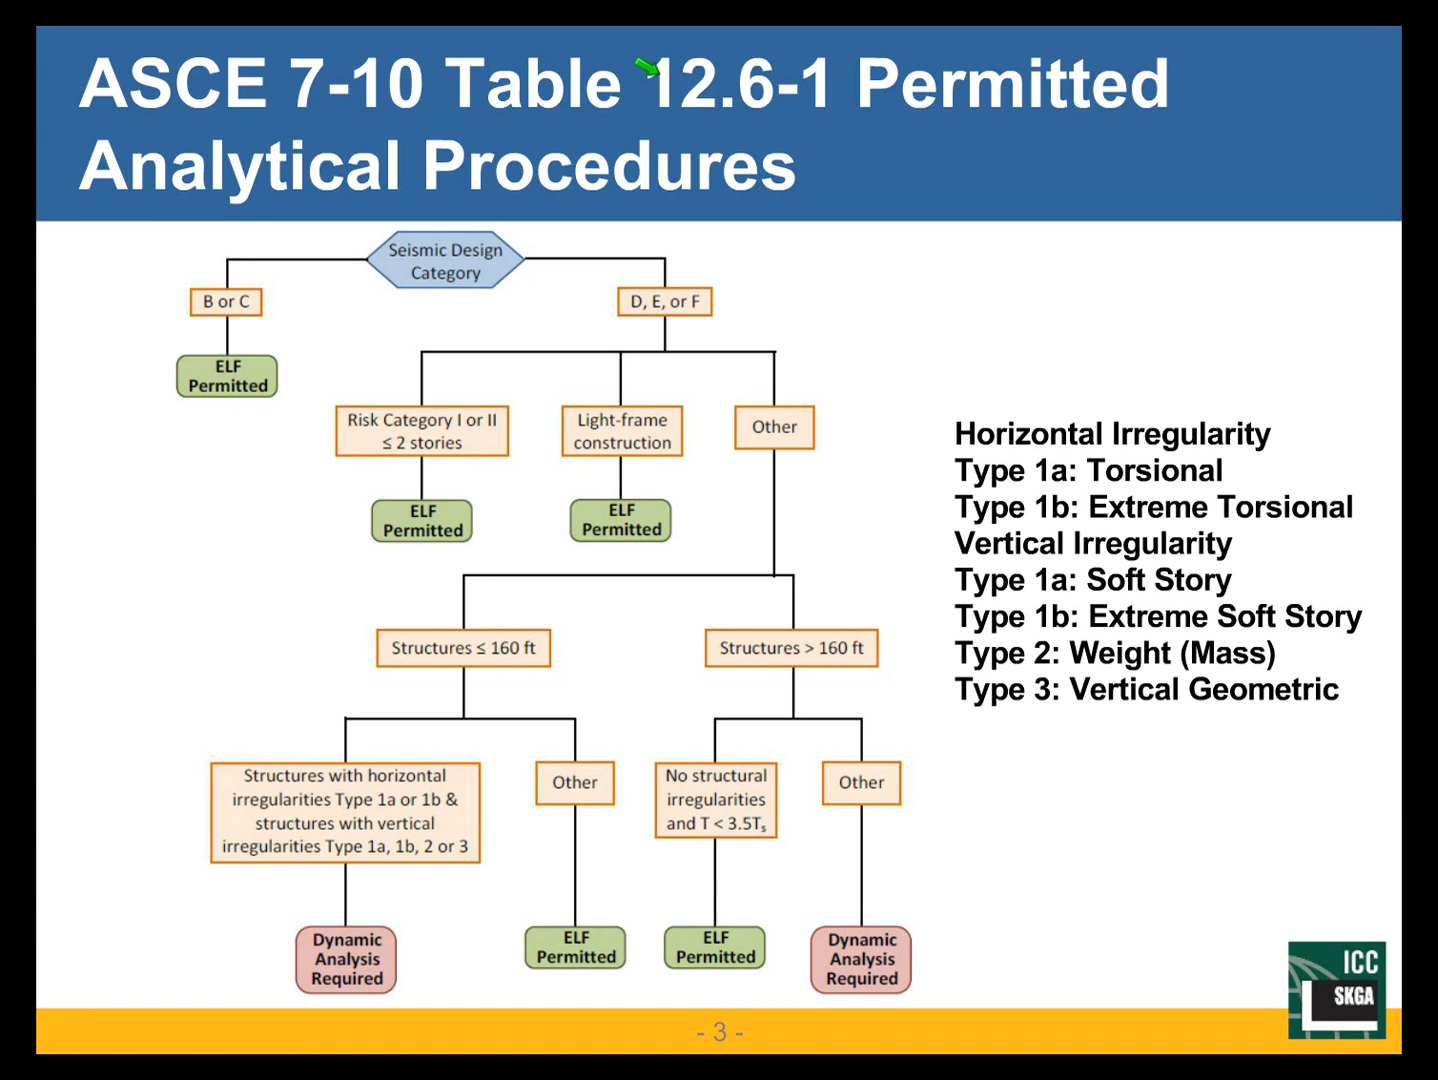 ASCE 7-10 Table 12.6-1 Permitted
Analytical Procedures
Seismic Design
Category
B or C
D, E, or F
ELF
Permitted
Risk Category I or II
≤ 2 stories
Light-frame
construction
Other
ELF
Permitted
ELF
Permitted
Structures ≤ 160 ft
Structures > 160 ft
Structures with horizontal
irregularities Type 1a or 1b &
structures with vertical
irregularities Type 1a, 1b, 2 or 3
Other
No structural
irregularities
and T < 3.5Ts
Other
Dynamic
Analysis
Required
ELF
Permitted
ELF
Permitted
Dynamic
Analysis
Required
Horizontal Irregularity
Type 1a: Torsional
Type 1b: Extreme Torsional
Vertical Irregularity
Type 1a: Soft Story
Type 1b: Extreme Soft Story
Type 2: Weight (Mass)
Type 3: Vertical Geometric
ICC
SKGA
- 3 -